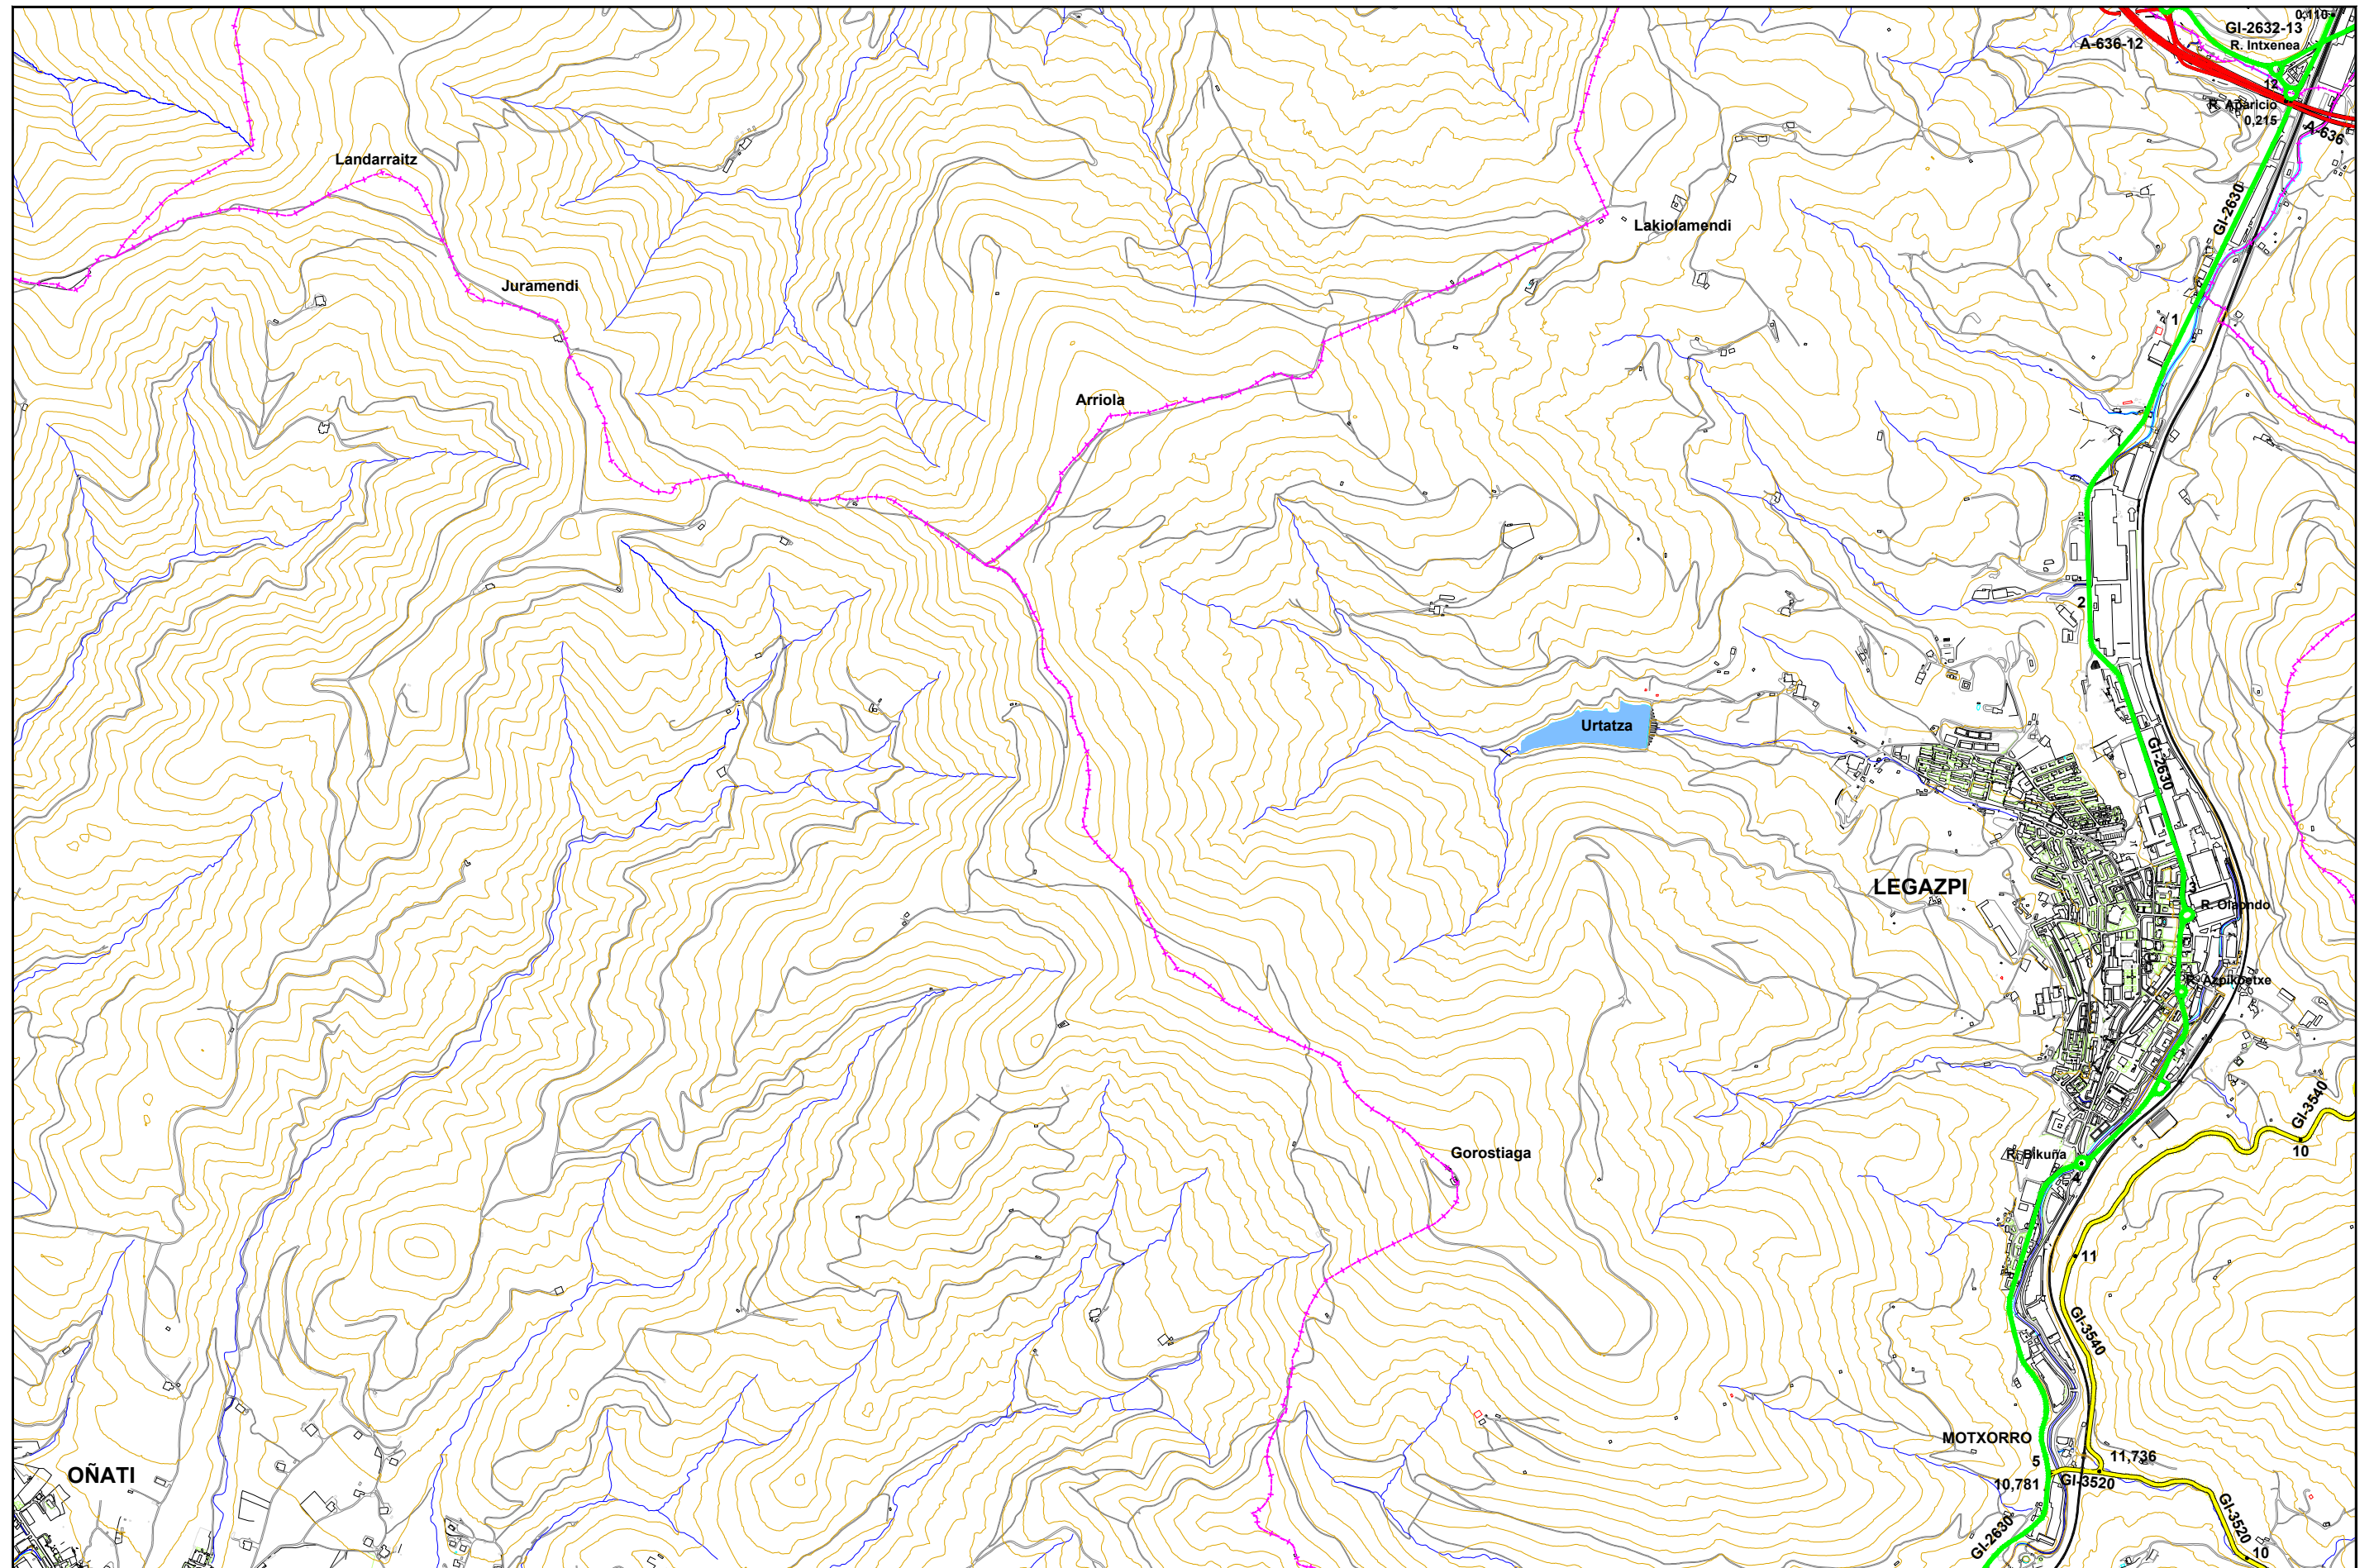 0,110
GI-2632-13
A-636-12
R. Intxenea
12
R. Aparicio
0,215
A-636
Landarraitz
GI-2630
Lakiolamendi
Juramendi
1
Arriola
2
Urtatza
GI-2630
LEGAZPI
3
R. Olaondo
R. Azpikoetxe
GI-3540
Gorostiaga
R. Bikuña
10
4
11
GI-3540
MOTXORRO
11,736
5
OÑATI
10,781
GI-3520
GI-3520
GI-2630
10